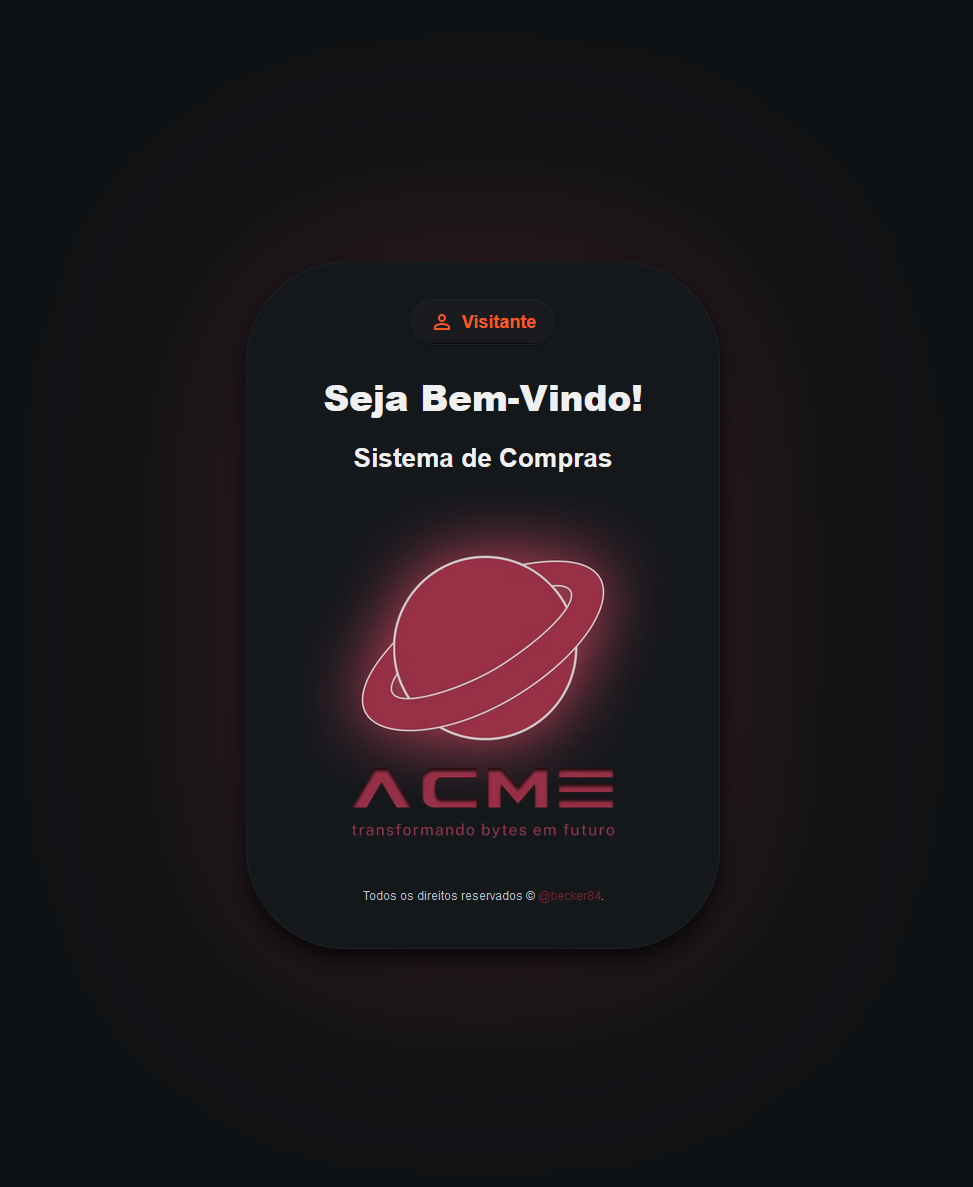 Visitante
Seja Bem-Vindo!
Sistema de Compras
ACME
transformando bytes em futuro
Todos os direitos reservados © @becker84.